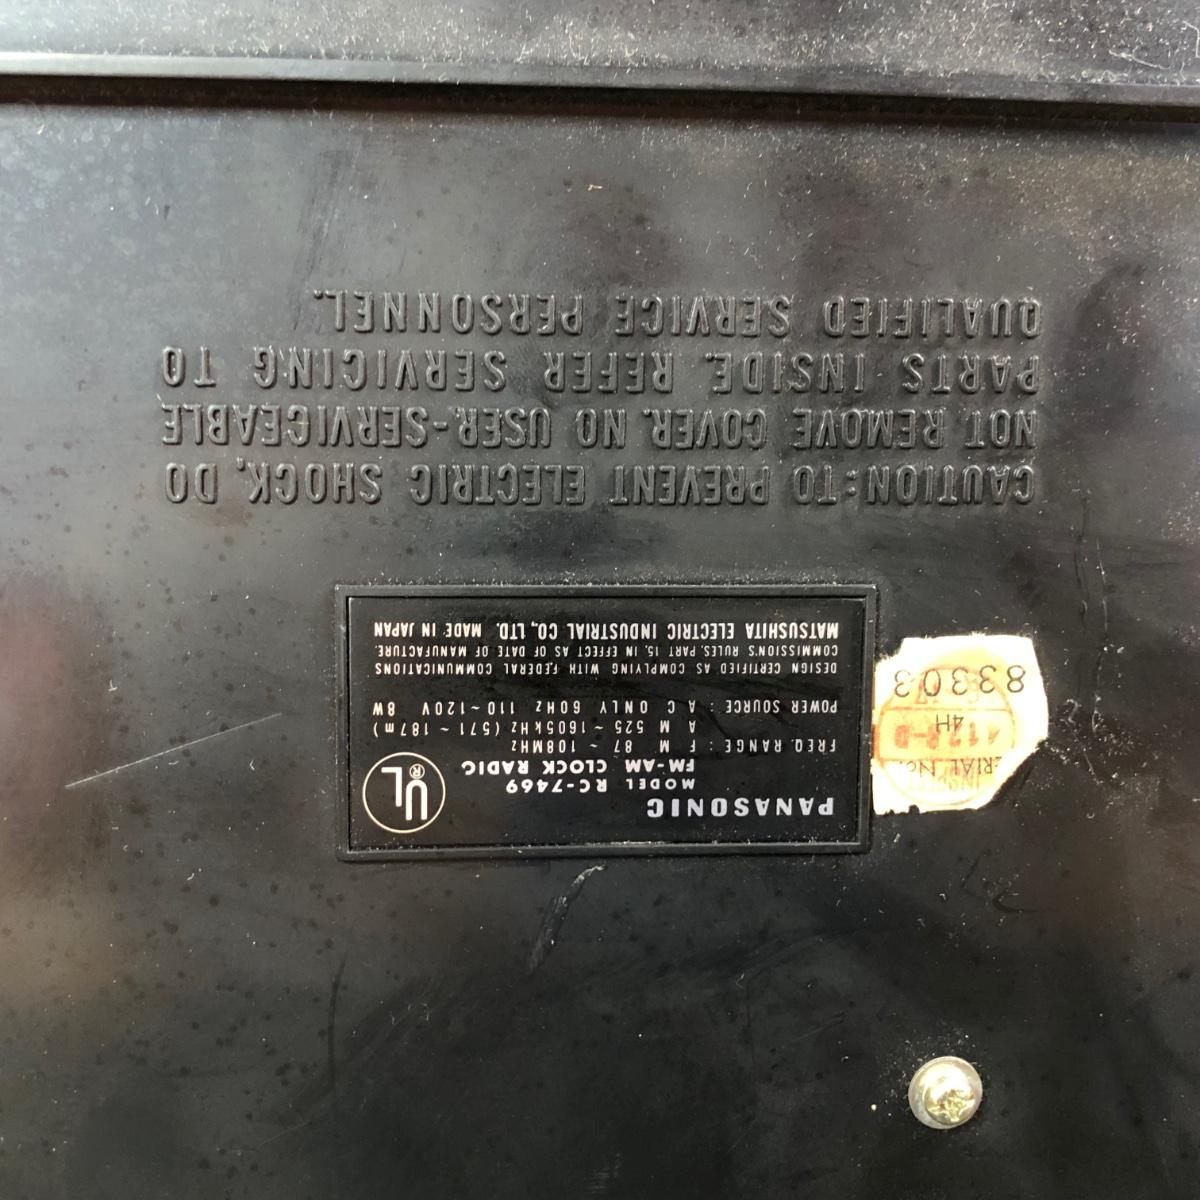 PANASONIC
MODEL RC-7469
FM-AM CLOCK RADIO
UL®
FREQ. RANGE : F M 87 ~ 108MHz
A M 525 ~ 1605kHz (571 ~ 187m)
POWER SOURCE : A C ONLY 60Hz 110~120V 8W
DESIGN CERTIFIED AS COMPLYING WITH FEDERAL COMMUNICATIONS
COMMISSION'S RULES, PART 15, IN EFFECT AS OF DATE OF MANUFACTURE.
MATSUSHITA ELECTRIC INDUSTRIAL CO., LTD. MADE IN JAPAN
No.
4H
83303
CAUTION:TO PREVENT ELECTRIC SHOCK, DO
NOT REMOVE COVER. NO USER-SERVICEABLE
PARTS INSIDE. REFER SERVICING TO
QUALIFIED SERVICE PERSONNEL.